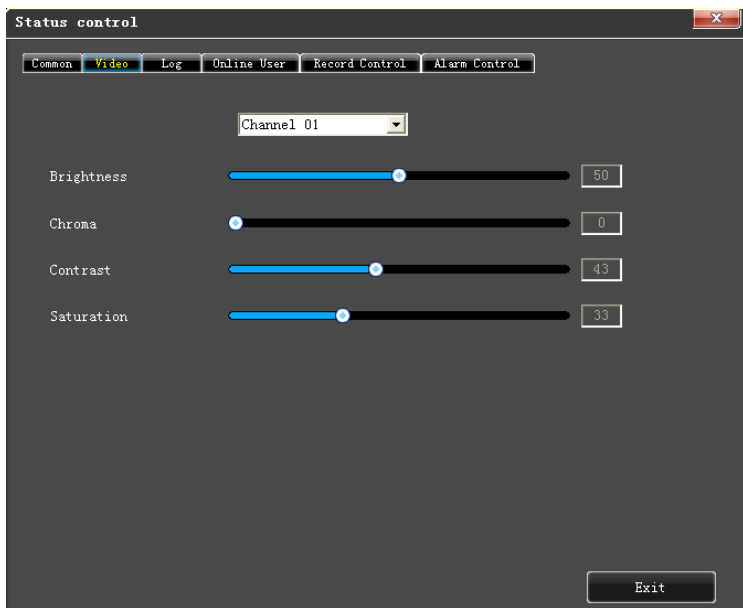 Status control
Common Video Log Online User Record Control Alarm Control
Channel 01
Brightness 50
Chroma 0
Contrast 43
Saturation 33
Exit